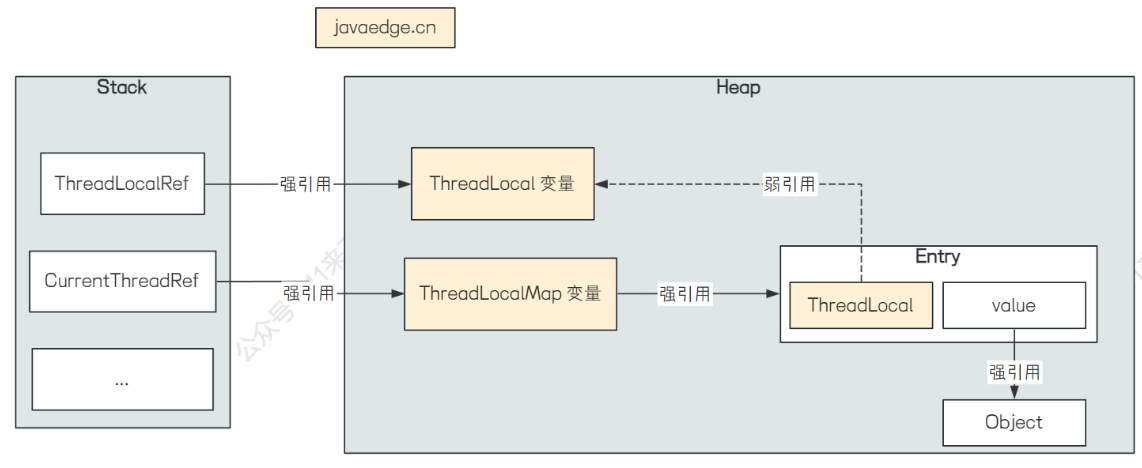 javaedge.cn
Stack
Heap
ThreadLocalRef
强引用
ThreadLocal 变量
弱引用
CurrentThreadRef
强引用
ThreadLocalMap 变量
强引用
Entry
ThreadLocal
value
...
强引用
Object
公众号